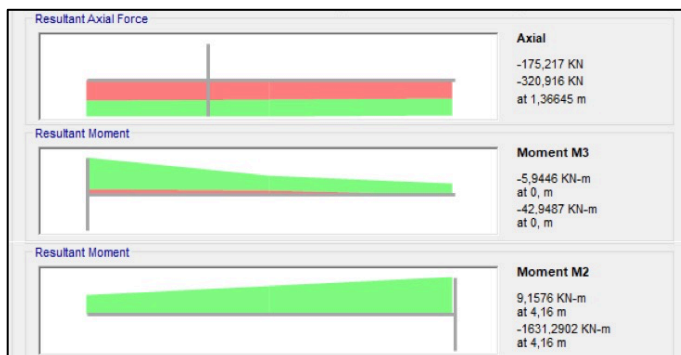 Resultant Axial Force
Axial
-175,217 KN
-320,916 KN
at 1,36645 m
Resultant Moment
Moment M3
-5,9446 KN-m
at 0, m
-42,9487 KN-m
at 0, m
Resultant Moment
Moment M2
9,1576 KN-m
at 4,16 m
-1631,2902 KN-m
at 4,16 m